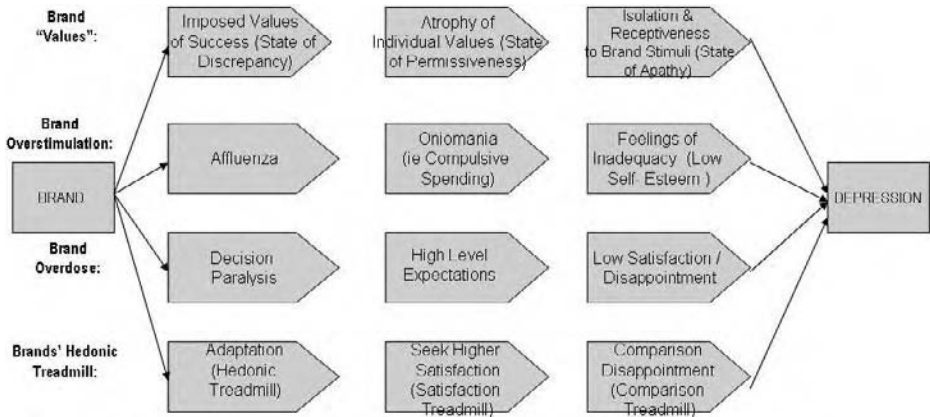 Brand
“Values”:
Imposed Values
of Success (State
of Discrepancy)
Atrophy of
Individual Values (State
of Permissiveness)
Isolation &
Receptiveness
to Brand Stimuli (State
of Apathy)
Brand
Overstimulation:
Affluenza
Oniomania
(ie Compulsive
Spending)
Feelings of
Inadequacy (Low
Self- Esteem )
BRAND
DEPRESSION
Brand
Overdose:
Decision
Paralysis
High Level
Expectations
Low Satisfaction /
Disappointment
Brands’ Hedonic
Treadmill:
Adaptation
(Hedonic
Treadmill)
Seek Higher
Satisfaction
(Satisfaction
Treadmill)
Comparison
Disappointment
(Comparison
Treadmill)